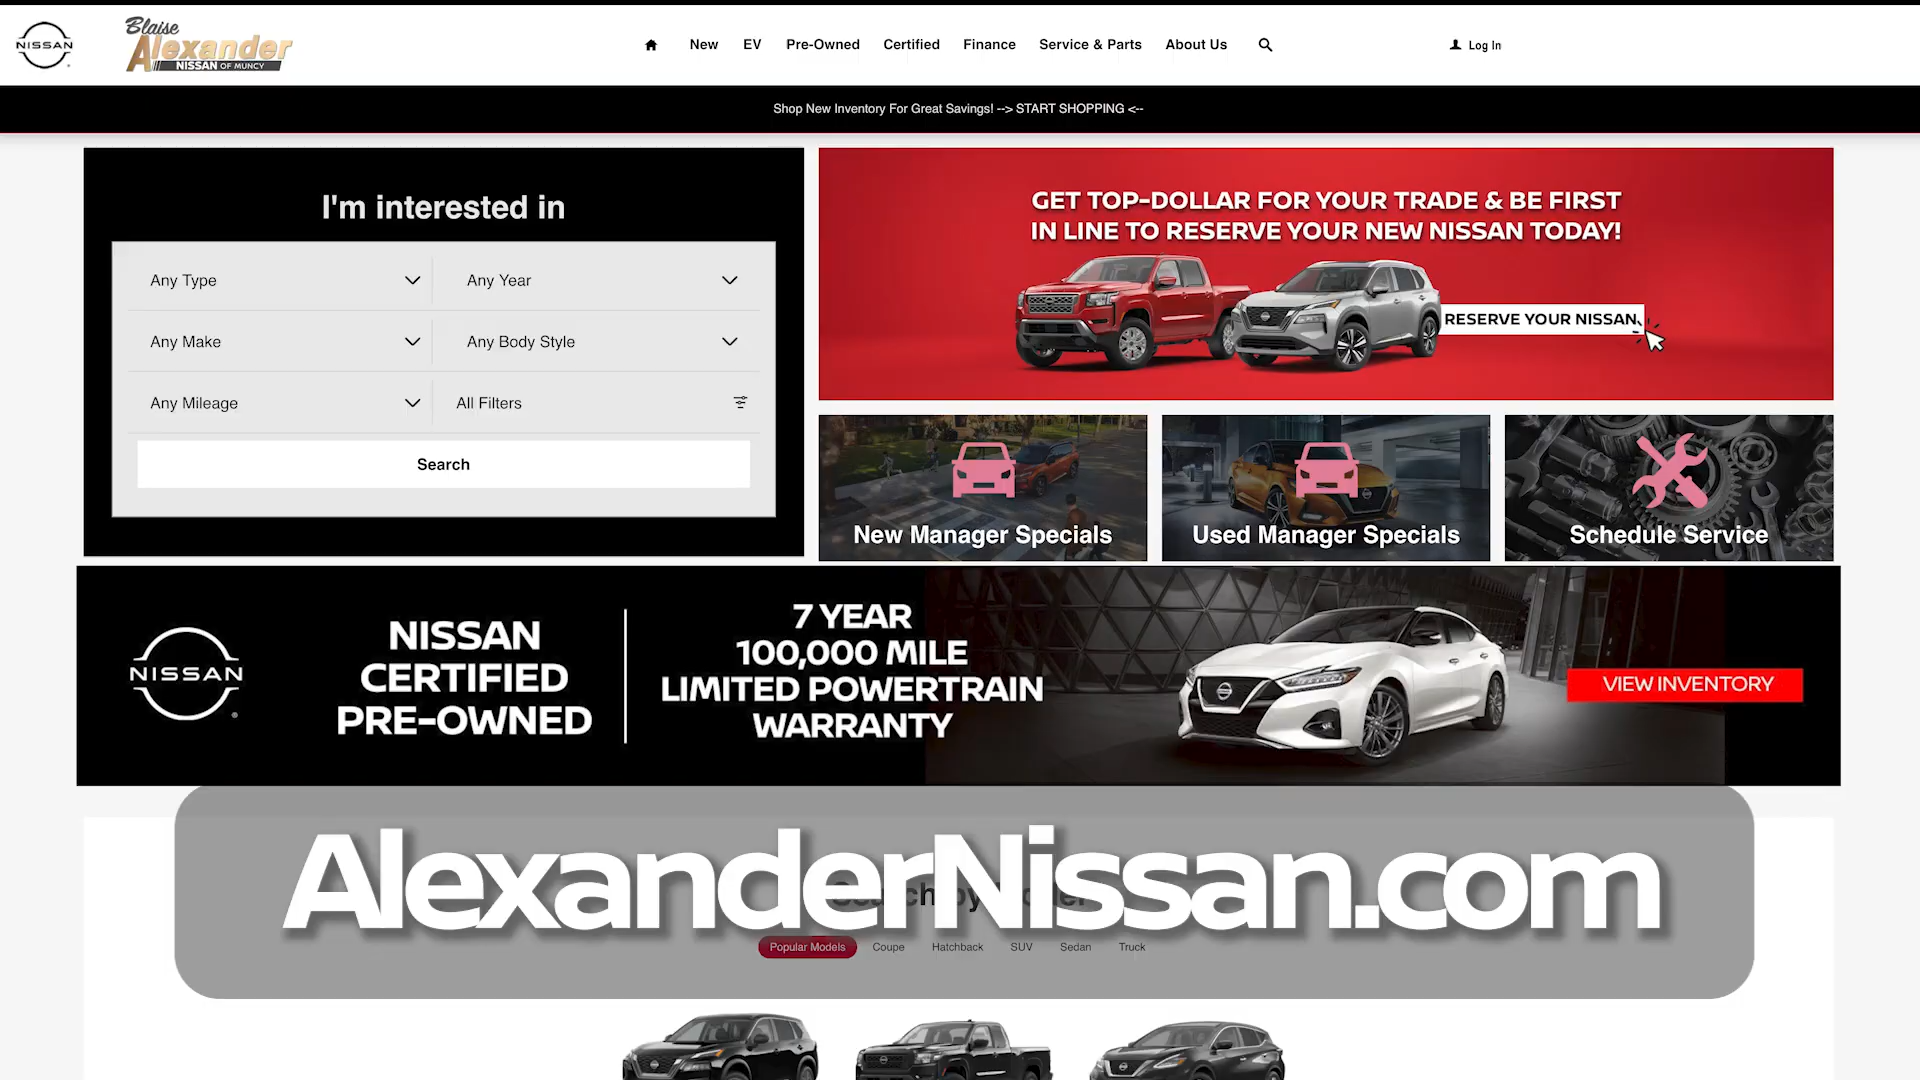 NISSAN
Blaise
Alexander
NISSAN OF MUNCY
New
EV
Pre-Owned
Certified
Finance
Service & Parts
About Us
Log In
Shop New Inventory For Great Savings! --> START SHOPPING <--
I'm interested in
Any Type
Any Year
Any Make
Any Body Style
Any Mileage
All Filters
Search
GET TOP-DOLLAR FOR YOUR TRADE & BE FIRST
IN LINE TO RESERVE YOUR NEW NISSAN TODAY!
RESERVE YOUR NISSAN
New Manager Specials
Used Manager Specials
Schedule Service
NISSAN
NISSAN
CERTIFIED
PRE-OWNED
7 YEAR
100,000 MILE
LIMITED POWERTRAIN
WARRANTY
VIEW INVENTORY
AlexanderNissan.com
Popular Models
Coupe
Hatchback
SUV
Sedan
Truck